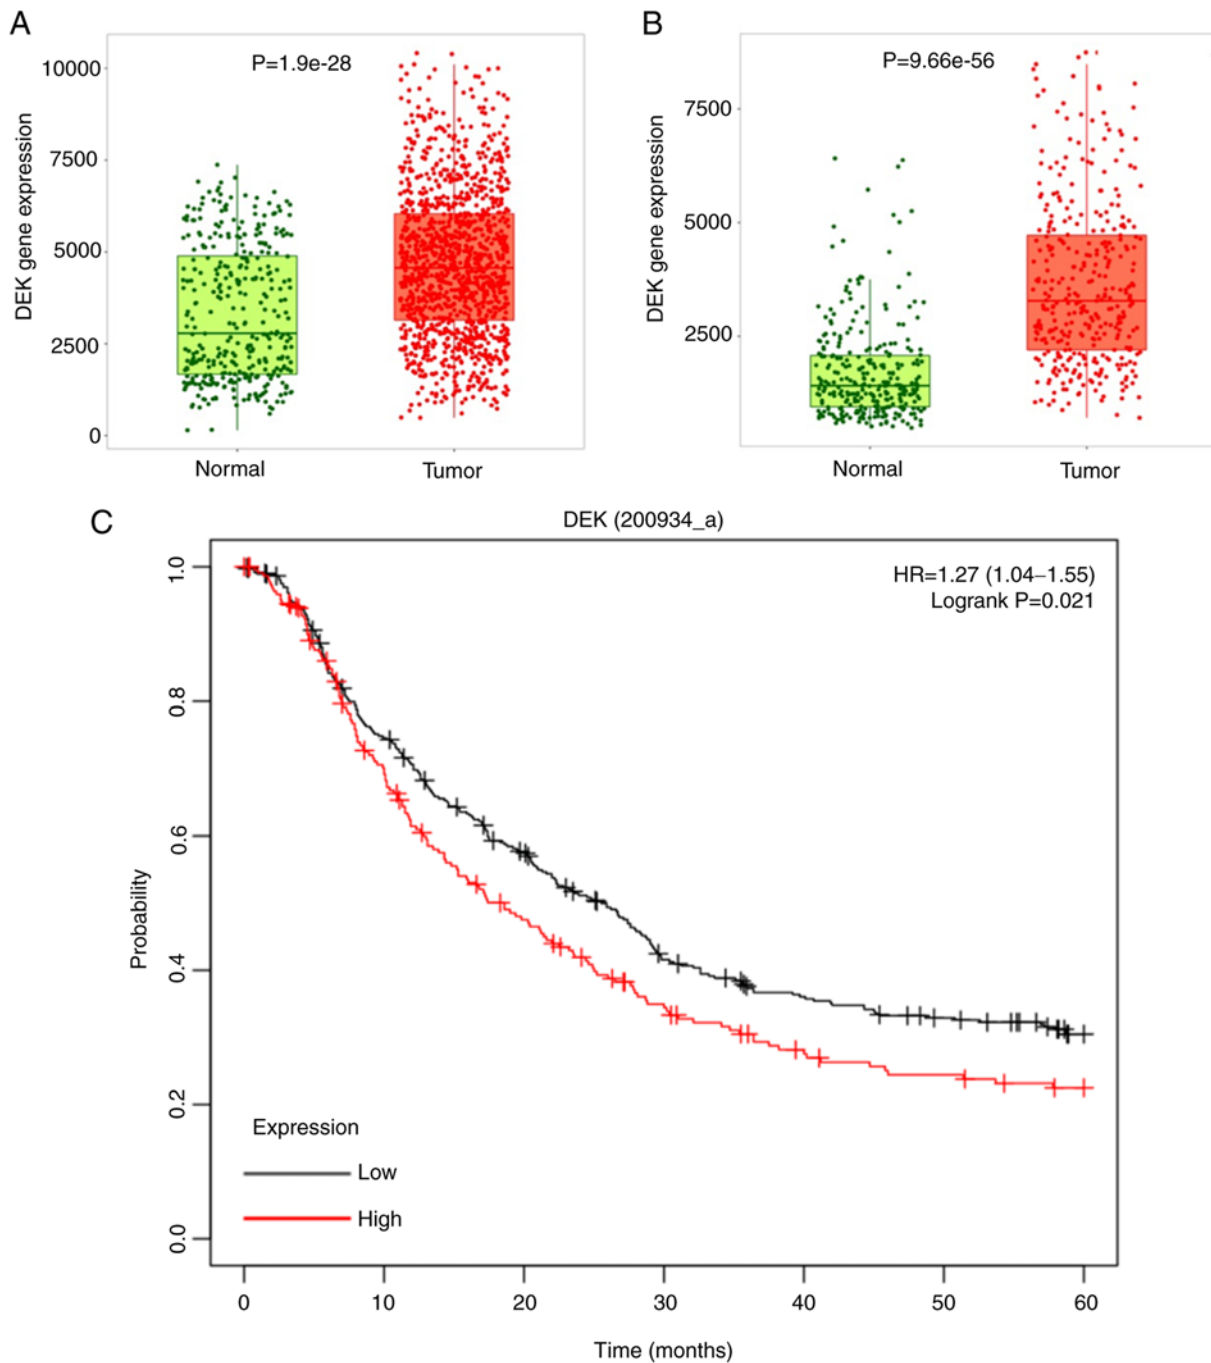 A
P=1.9e-28
DEK gene expression
10000
7500
5000
2500
0
Normal
Tumor
B
P=9.66e-56
DEK gene expression
7500
5000
2500
Normal
Tumor
C
DEK (200934_a)
HR=1.27 (1.04–1.55)
Logrank P=0.021
Probability
1.0
0.8
0.6
0.4
0.2
0.0
Expression
Low
High
0 10 20 30 40 50 60
Time (months)